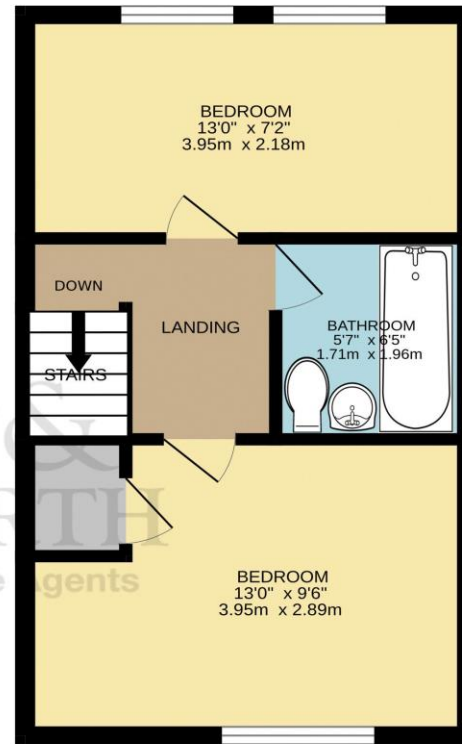 BEDROOM
13'0" x 7'2"
3.95m x 2.18m
DOWN
LANDING
STAIRS
BATHROOM
5'7" x 6'5"
1.71m x 1.96m
&
RTH
Agents
BEDROOM
13'0" x 9'6"
3.95m x 2.89m